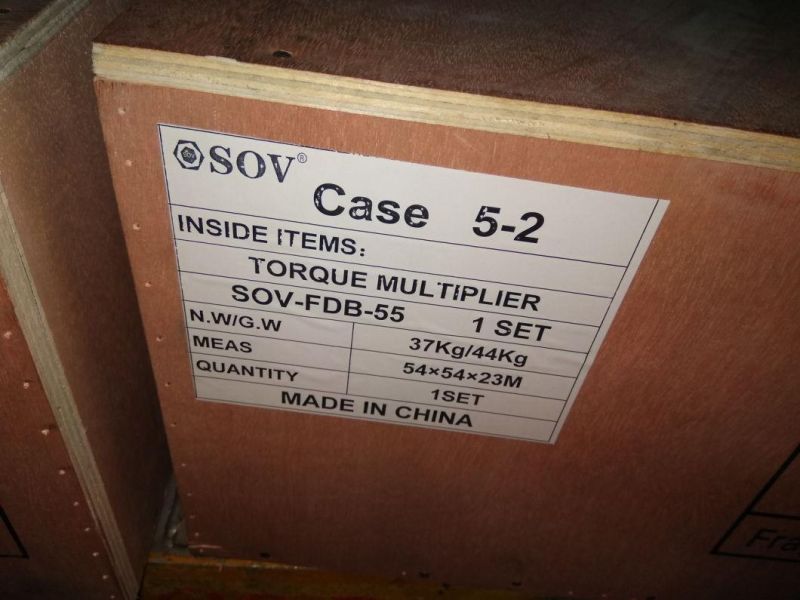 SOV®
Case 5-2
INSIDE ITEMS:
TORQUE MULTIPLIER
SOV-FDB-55 1 SET
N.W/G.W 37Kg/44Kg
MEAS 54×54×23M
QUANTITY 1SET
MADE IN CHINA
Fra